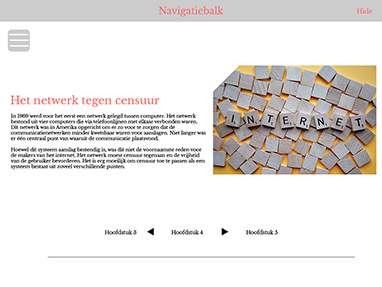 Navigatiebalk
Hide
Het netwerk tegen censuur
In 1969 werd voor het eerst een netwerk gelegd tussen computer. Het netwerk
bestond uit vier computers die via telefoonlijnen met elkaar verbonden waren.
Dit netwerk was in Amerika opgericht om er zo voor te zorgen dat de
communicatienetwerken minder kwetsbaar waren voor aanslagen. Niet langer was
er één centraal punt van waaruit de communicatie plaatsvond.
Hoewel dit systeem aanslag bestendig is, was dit niet de voornaamste reden voor
de makers van het internet. Het netwerk moest censuur tegengaan en de vrijheid
van de gebruiker bevorderen. Het is erg moeilijk om censuur toe te passen als een
systeem bestaat uit zoveel verschillende punten.
INTERNET
Hoofdstuk 3
Hoofdstuk 4
Hoofdstuk 5